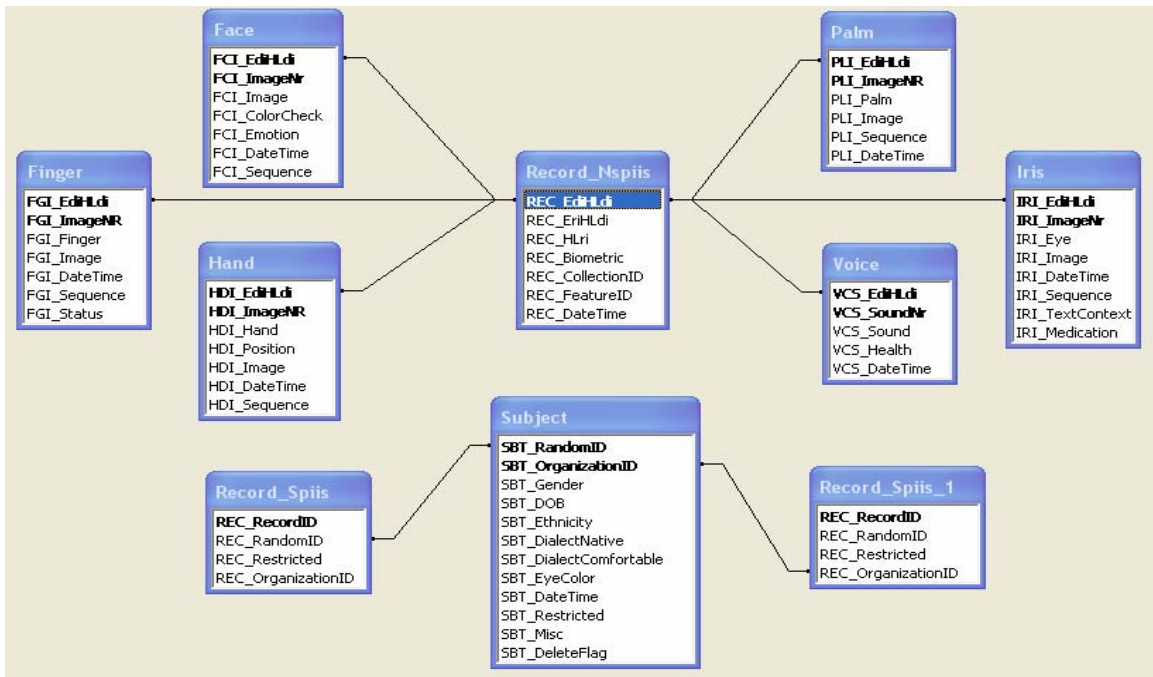 Face
FCI_EdiHLdi
FCI_ImageNr
FCI_Image
FCI_ColorCheck
FCI_Emotion
FCI_DateTime
FCI_Sequence
Palm
PLI_EdiHLdi
PLI_ImageNR
PLI_Palm
PLI_Image
PLI_Sequence
PLI_DateTime
Finger
FGI_EdiHLdi
FGI_ImageNR
FGI_Finger
FGI_Image
FGI_DateTime
FGI_Sequence
FGI_Status
Record_Nspiis
REC_EdiHLdi
REC_EriHLdi
REC_HLri
REC_Biometric
REC_CollectionID
REC_FeatureID
REC_DateTime
Iris
IRI_EdiHLdi
IRI_ImageNr
IRI_Eye
IRI_Image
IRI_DateTime
IRI_Sequence
IRI_TextContext
IRI_Medication
Hand
HDI_EdiHLdi
HDI_ImageNR
HDI_Hand
HDI_Position
HDI_Image
HDI_DateTime
HDI_Sequence
Voice
VCS_EdiHLdi
VCS_SoundNr
VCS_Sound
VCS_Health
VCS_DateTime
Subject
SBT_RandomID
SBT_OrganizationID
SBT_Gender
SBT_DOB
SBT_Ethnicity
SBT_DialectNative
SBT_DialectComfortable
SBT_EyeColor
SBT_DateTime
SBT_Restricted
SBT_Misc
SBT_DeleteFlag
Record_Spiis
REC_RecordID
REC_RandomID
REC_Restricted
REC_OrganizationID
Record_Spiis_1
REC_RecordID
REC_RandomID
REC_Restricted
REC_OrganizationID